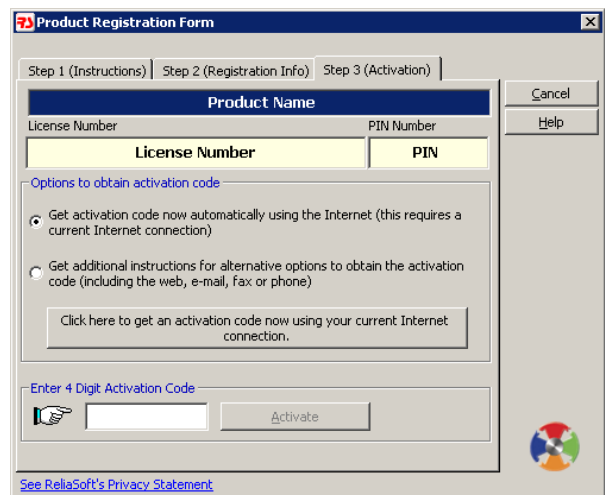 Product Registration Form
Step 1 (Instructions) Step 2 (Registration Info) Step 3 (Activation)
Product Name
Cancel
License Number PIN Number
Help
License Number PIN
Options to obtain activation code
Get activation code now automatically using the Internet (this requires a
current Internet connection)
Get additional instructions for alternative options to obtain the activation
code (including the web, e-mail, fax or phone)
Click here to get an activation code now using your current Internet
connection.
Enter 4 Digit Activation Code
Activate
See ReliaSoft's Privacy Statement